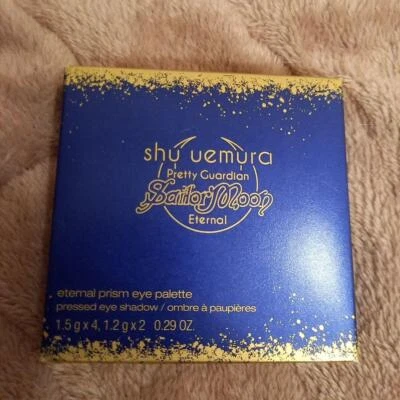 shu uemura
Pretty Guardian
Sailor Moon
Eternal
eternal prism eye palette
pressed eye shadow / ombre à paupières
1.5 g x 4, 1.2 g x 2 0.29 OZ.